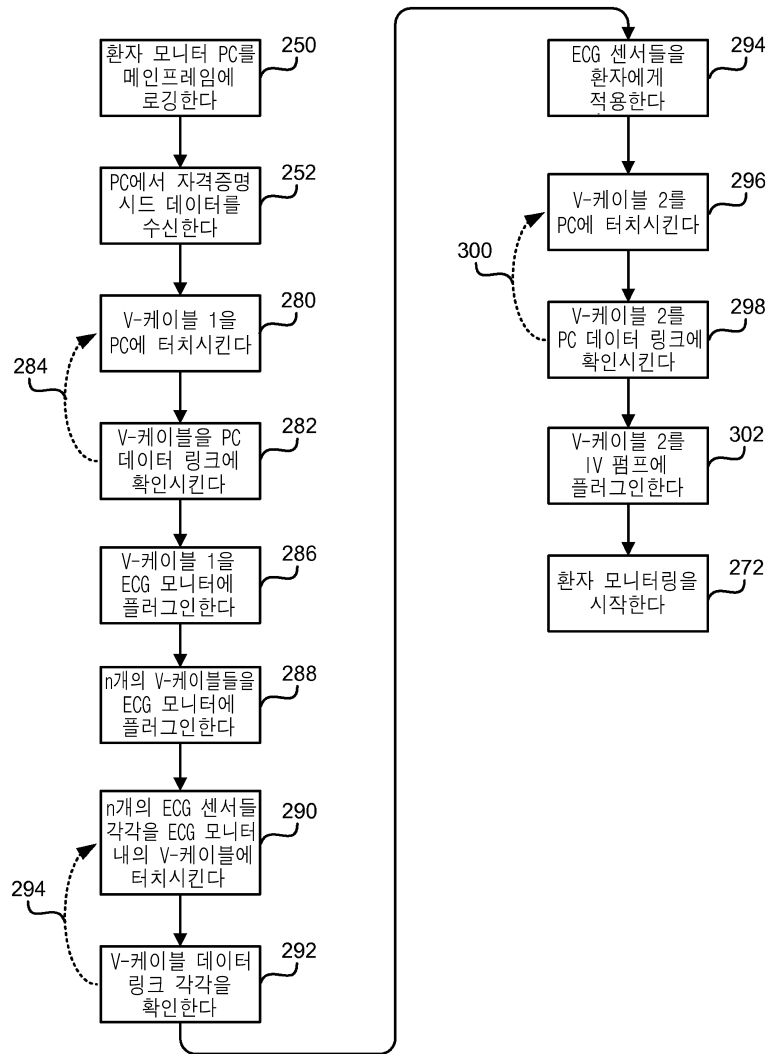 환자 모니터 PC를
메인프레임에
로깅한다
250
PC에서 자격증명
시드 데이터를
수신한다
252
V-케이블 1을
PC에 터치시킨다
280
284
V-케이블을 PC
데이터 링크에
확인시킨다
282
V-케이블 1을
ECG 모니터에
플러그인한다
286
n개의 V-케이블들을
ECG 모니터에
플러그인한다
288
n개의 ECG 센서들
각각을 ECG 모니터
내의 V-케이블에
터치시킨다
290
294
V-케이블 데이터
링크 각각을
확인한다
292
ECG 센서들을
환자에게
적용한다
294
V-케이블 2를
PC에 터치시킨다
296
300
V-케이블 2를
PC 데이터 링크에
확인시킨다
298
V-케이블 2를
IV 펌프에
플러그인한다
302
환자 모니터링을
시작한다
272